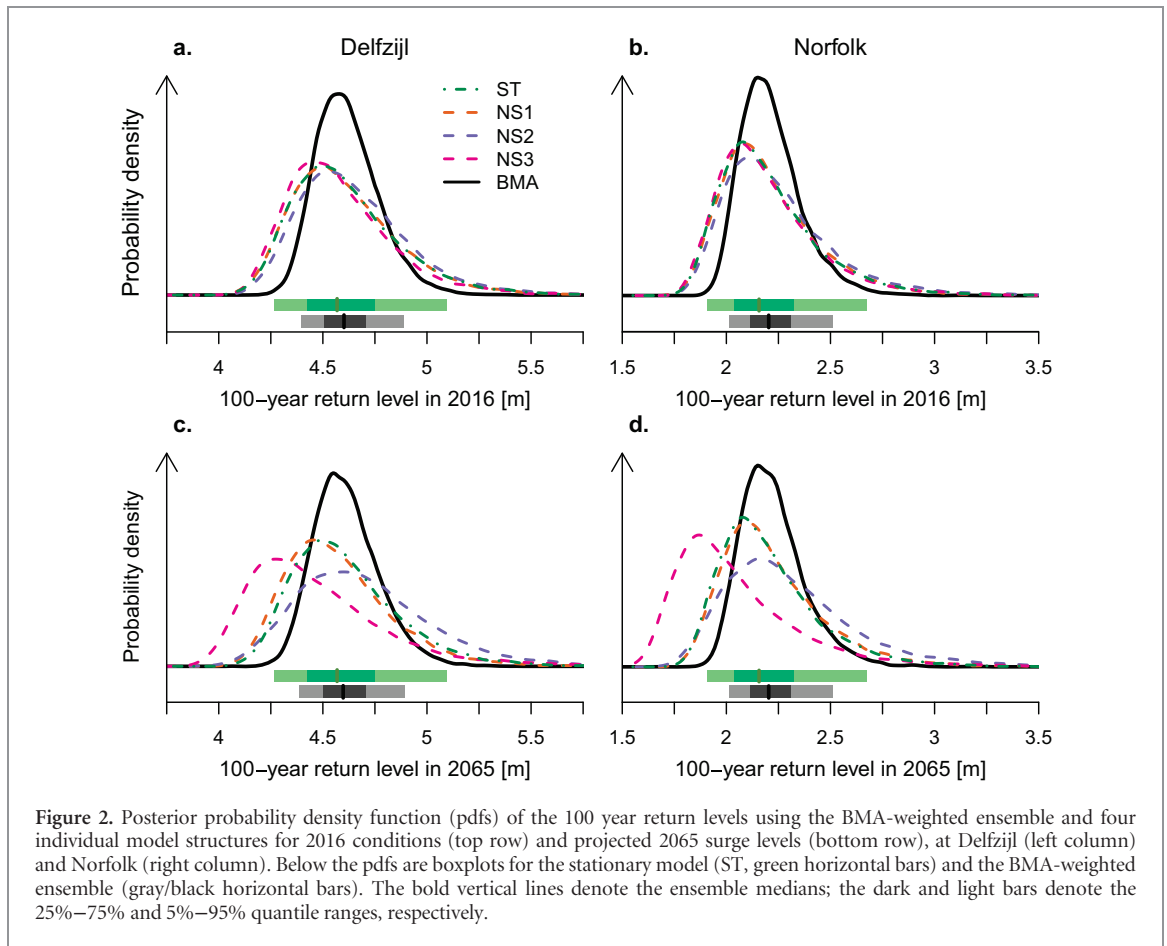 a.
Delfzijl
b.
Norfolk
Probability density
ST
NS1
NS2
NS3
BMA
4 4.5 5 5.5
1.5 2 2.5 3 3.5
100−year return level in 2016 [m]
100−year return level in 2016 [m]
c.
d.
Probability density
4 4.5 5 5.5
1.5 2 2.5 3 3.5
100−year return level in 2065 [m]
100−year return level in 2065 [m]
Figure 2. Posterior probability density function (pdfs) of the 100 year return levels using the BMA-weighted ensemble and four
individual model structures for 2016 conditions (top row) and projected 2065 surge levels (bottom row), at Delfzijl (left column)
and Norfolk (right column). Below the pdfs are boxplots for the stationary model (ST, green horizontal bars) and the BMA-weighted
ensemble (gray/black horizontal bars). The bold vertical lines denote the ensemble medians; the dark and light bars denote the
25%−75% and 5%−95% quantile ranges, respectively.